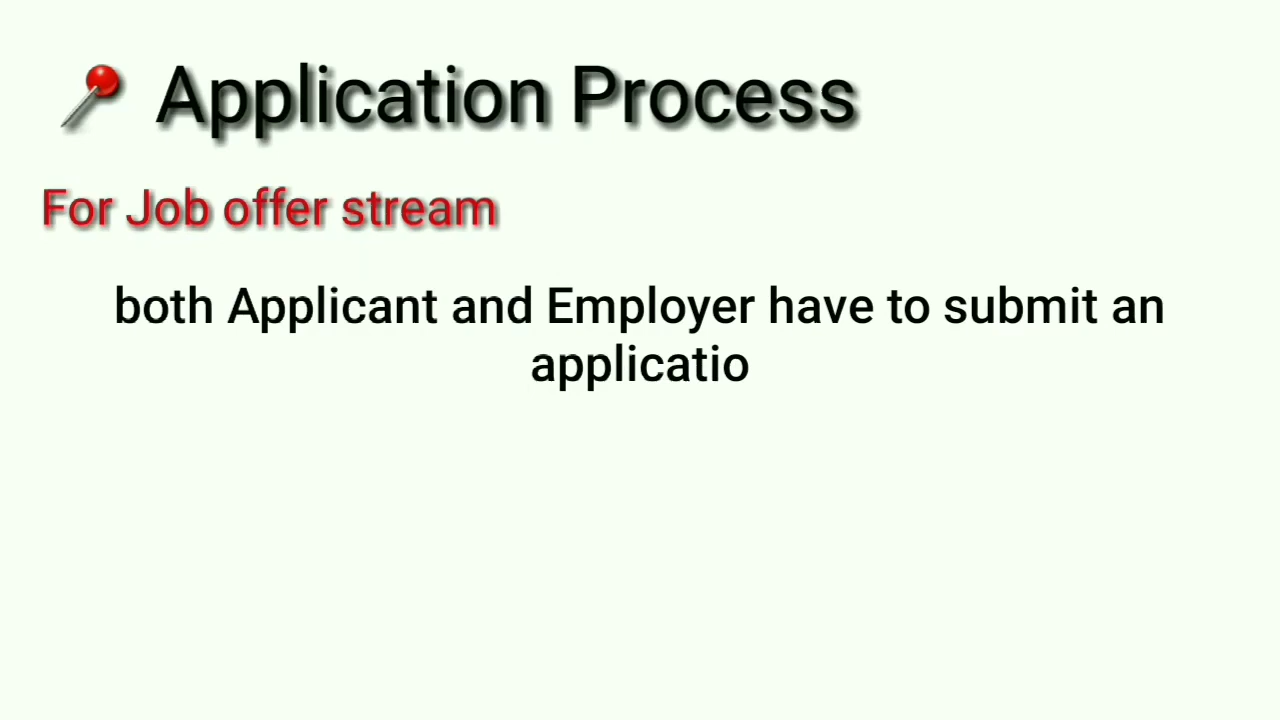 📍 Application Process
For Job offer stream
both Applicant and Employer have to submit an
applicatio